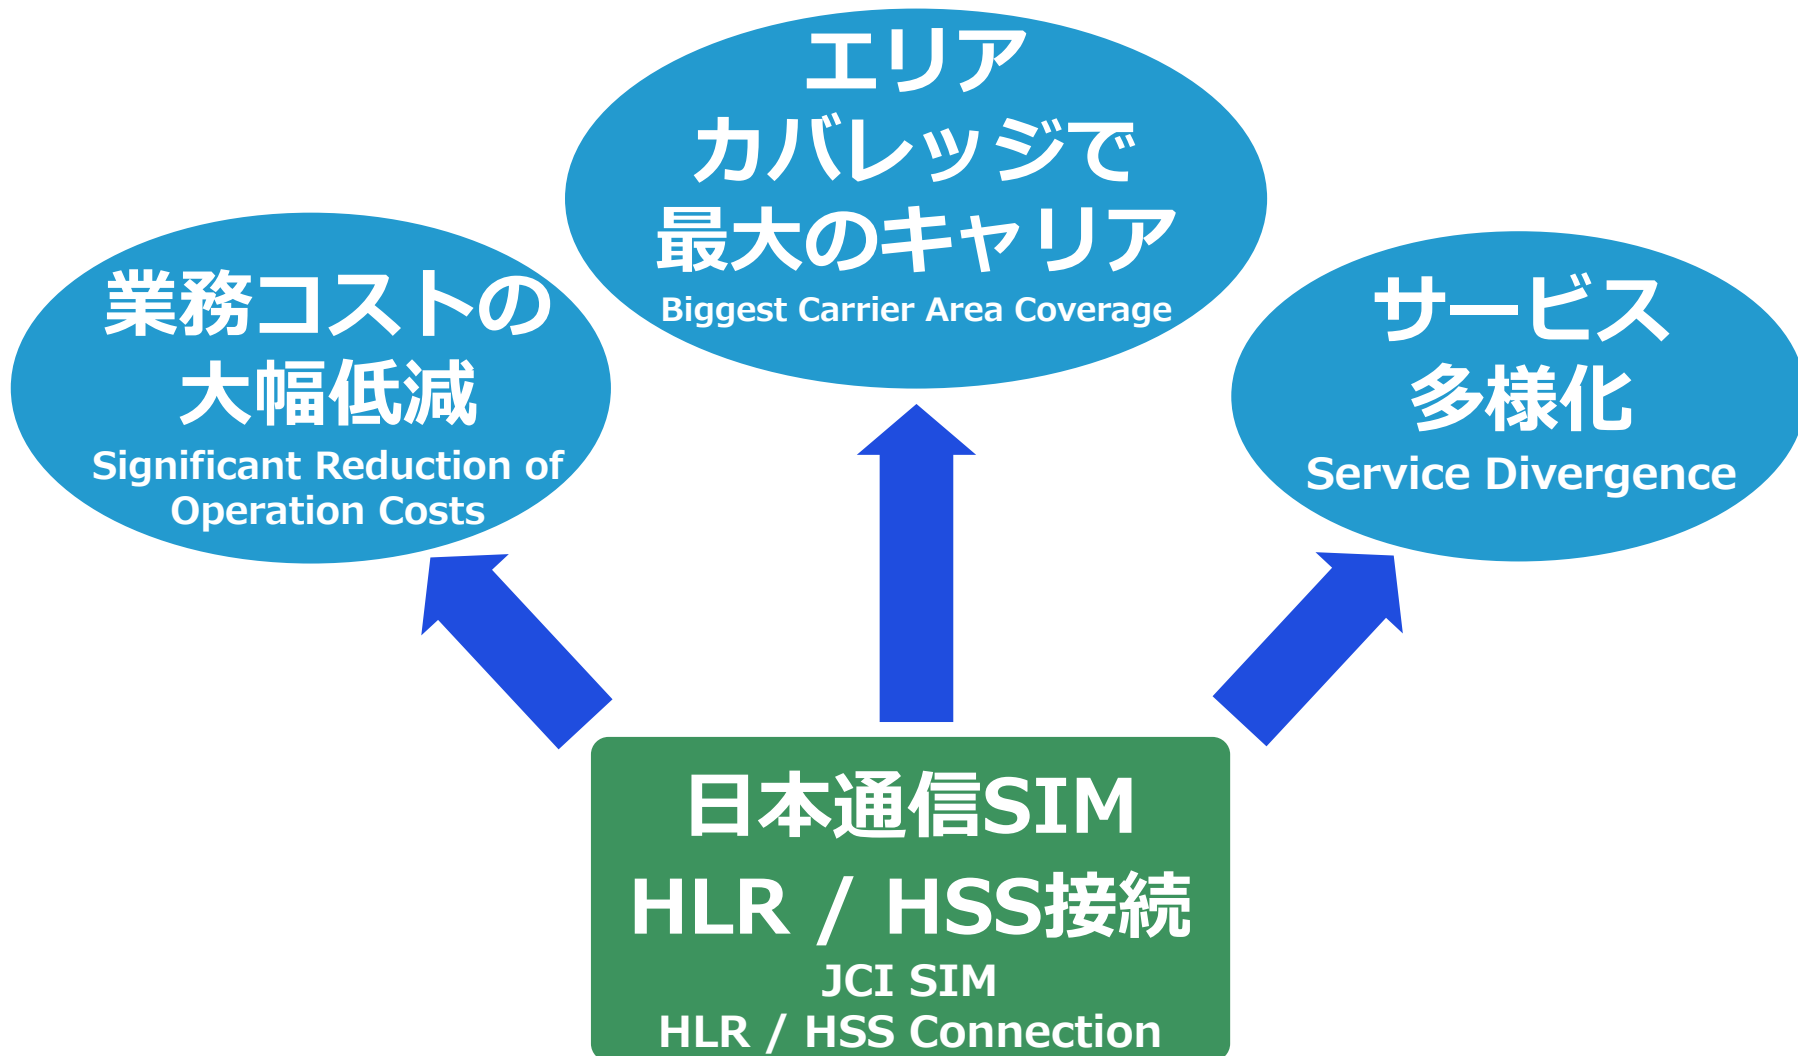 エリア
カバレッジで
最大のキャリア
Biggest Carrier Area Coverage
業務コストの
大幅低減
Significant Reduction of
Operation Costs
サービス
多様化
Service Divergence
日本通信SIM
HLR / HSS接続
JCI SIM
HLR / HSS Connection